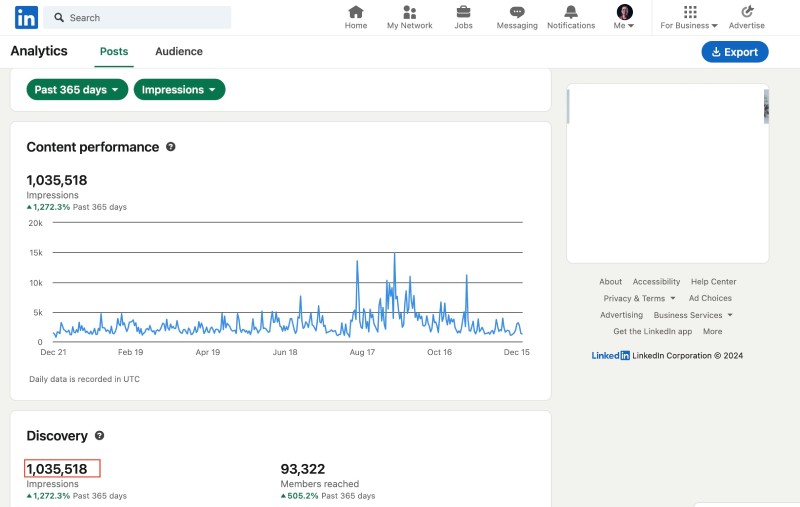 in Search Home My Network Jobs Messaging Notifications Me For Business Advertise
Analytics Posts Audience Export
Past 365 days Impressions
Content performance
1,035,518
Impressions
1,272.3% Past 365 days
20k
15k
10k
5k
0
Dec 21 Feb 19 Apr 19 Jun 18 Aug 17 Oct 16 Dec 15
Daily data is recorded in UTC
Discovery
1,035,518 93,322
Impressions Members reached
1,272.3% Past 365 days 505.2% Past 365 days
About Accessibility Help Center
Privacy & Terms Ad Choices
Advertising Business Services
Get the LinkedIn app More
LinkedIn LinkedIn Corporation © 2024